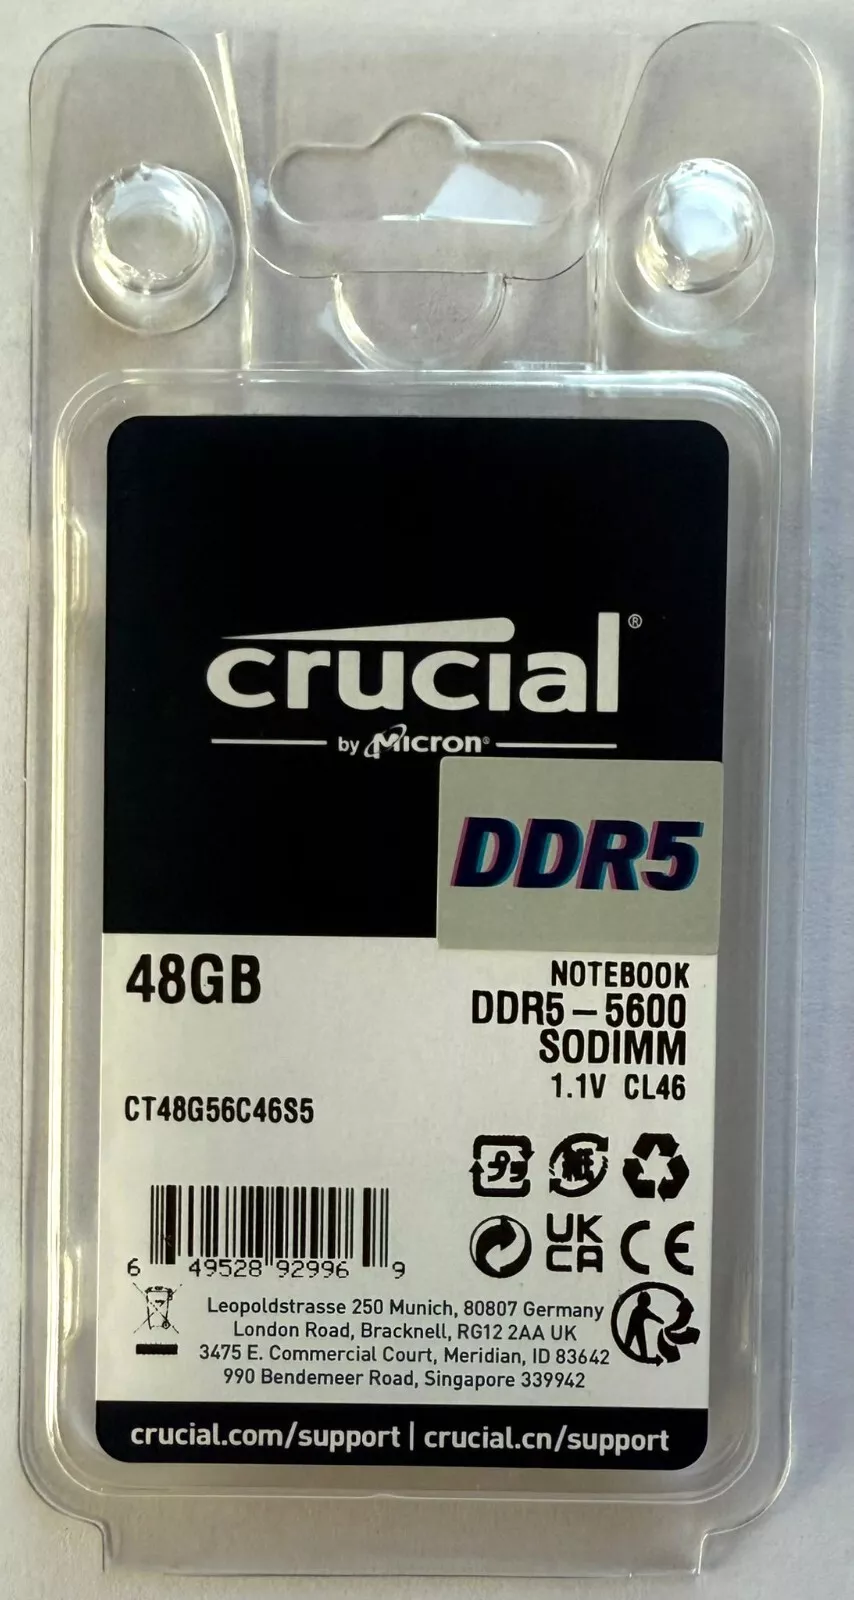 crucial®
by Micron®
DDR5
48GB
NOTEBOOK
DDR5-5600
SODIMM
1.1V CL46
CT48G56C46S5
UK
CA
CE
6 49528 92996 9
Leopoldstrasse 250 Munich, 80807 Germany
London Road, Bracknell, RG12 2AA UK
3475 E. Commercial Court, Meridian, ID 83642
990 Bendemeer Road, Singapore 339942
crucial.com/support | crucial.cn/support